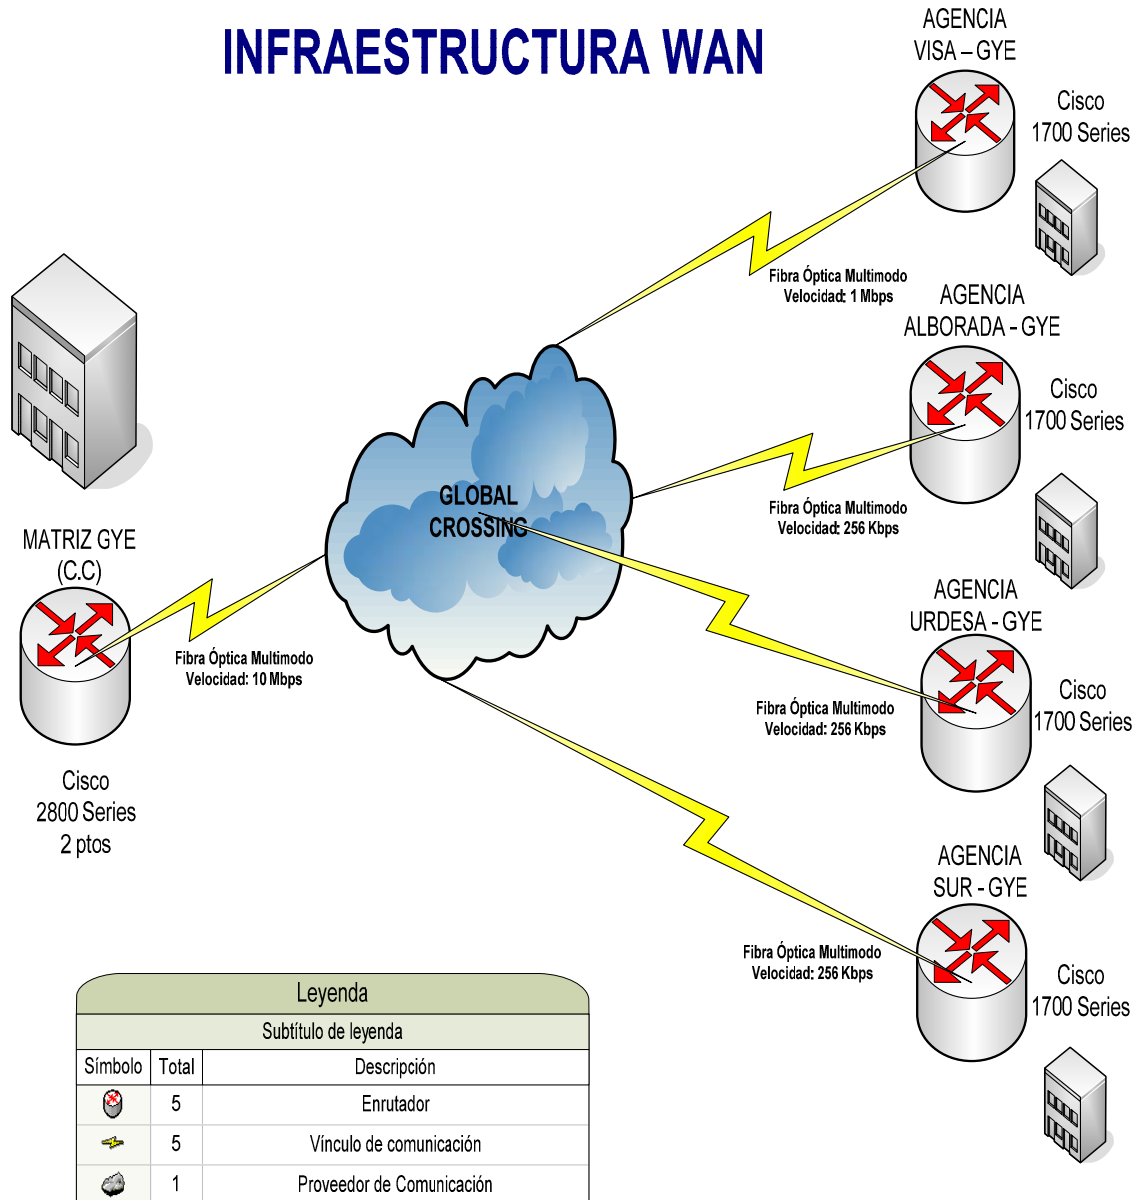 INFRAESTRUCTURA WAN
AGENCIA
VISA – GYE
Cisco
1700 Series
Fibra Óptica Multimodo
Velocidad: 1 Mbps
AGENCIA
ALBORADA - GYE
Cisco
1700 Series
Fibra Óptica Multimodo
Velocidad: 256 Kbps
GLOBAL
CROSSING
MATRIZ GYE
(C.C)
Fibra Óptica Multimodo
Velocidad: 10 Mbps
Cisco
2800 Series
2 ptos
AGENCIA
URDESA - GYE
Cisco
1700 Series
Fibra Óptica Multimodo
Velocidad: 256 Kbps
AGENCIA
SUR - GYE
Cisco
1700 Series
Fibra Óptica Multimodo
Velocidad: 256 Kbps
Leyenda
Subtítulo de leyenda
Símbolo Total Descripción
5 Enrutador
5 Vínculo de comunicación
1 Proveedor de Comunicación